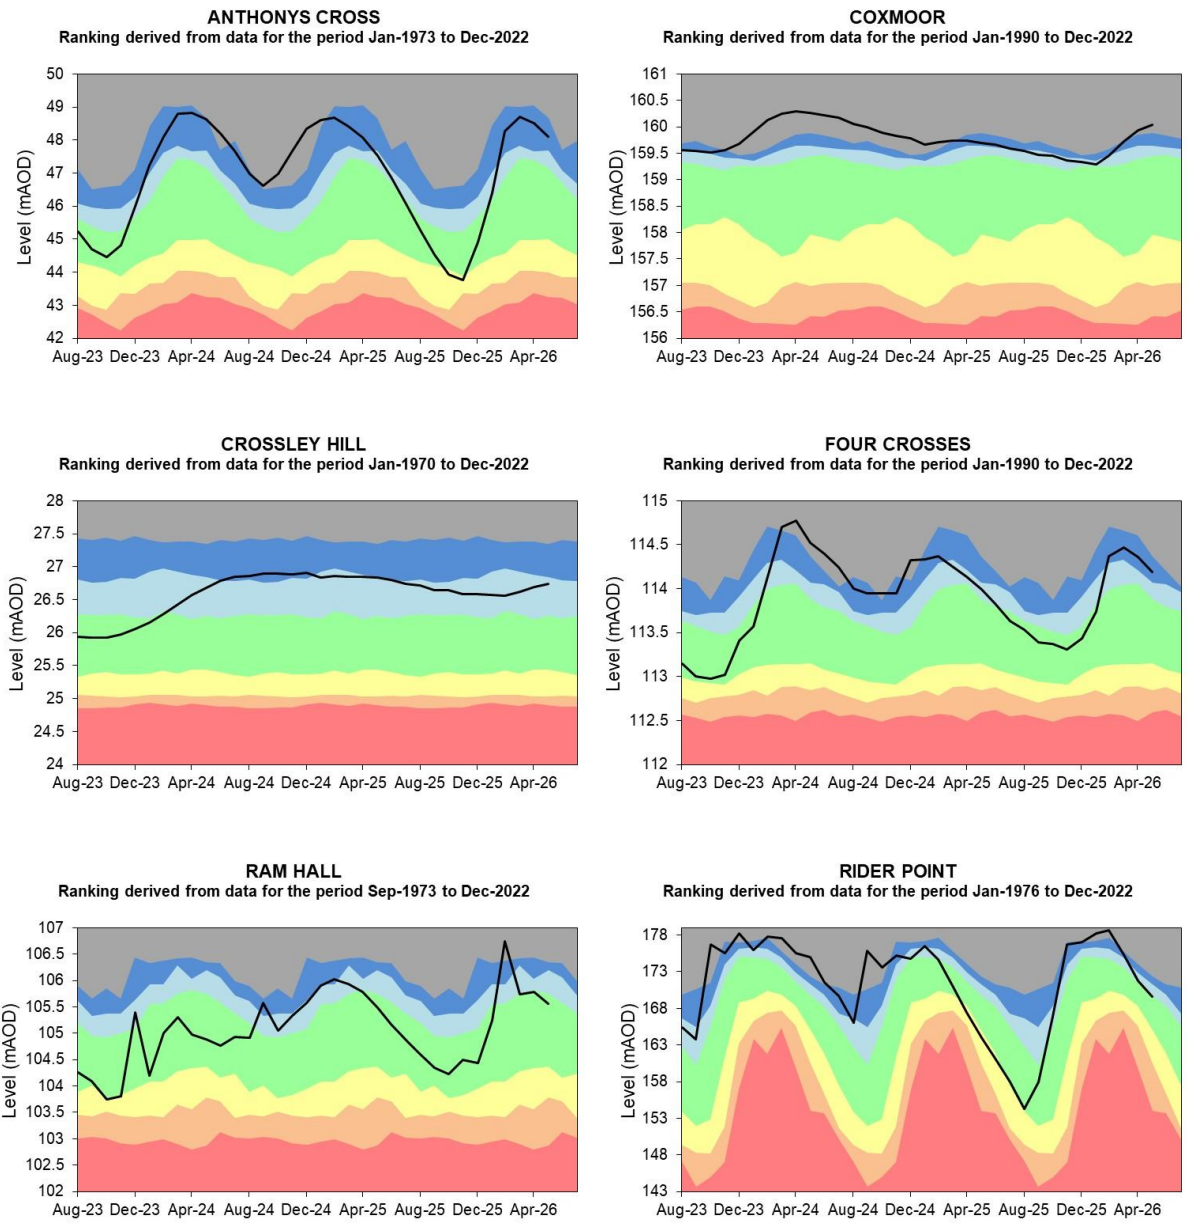 ANTHONYS CROSS
Ranking derived from data for the period Jan-1973 to Dec-2022
Level (mAOD)
50
49
48
47
46
45
44
43
42
Aug-23 Dec-23 Apr-24 Aug-24 Dec-24 Apr-25 Aug-25 Dec-25 Apr-26
COXMOOR
Ranking derived from data for the period Jan-1990 to Dec-2022
Level (mAOD)
161
160.5
160
159.5
159
158.5
158
157.5
157
156.5
156
Aug-23 Dec-23 Apr-24 Aug-24 Dec-24 Apr-25 Aug-25 Dec-25 Apr-26
CROSSLEY HILL
Ranking derived from data for the period Jan-1970 to Dec-2022
Level (mAOD)
28
27.5
27
26.5
26
25.5
25
24.5
24
Aug-23 Dec-23 Apr-24 Aug-24 Dec-24 Apr-25 Aug-25 Dec-25 Apr-26
FOUR CROSSES
Ranking derived from data for the period Jan-1990 to Dec-2022
Level (mAOD)
115
114.5
114
113.5
113
112.5
112
Aug-23 Dec-23 Apr-24 Aug-24 Dec-24 Apr-25 Aug-25 Dec-25 Apr-26
RAM HALL
Ranking derived from data for the period Sep-1973 to Dec-2022
Level (mAOD)
107
106.5
106
105.5
105
104.5
104
103.5
103
102.5
102
Aug-23 Dec-23 Apr-24 Aug-24 Dec-24 Apr-25 Aug-25 Dec-25 Apr-26
RIDER POINT
Ranking derived from data for the period Jan-1976 to Dec-2022
Level (mAOD)
178
173
168
163
158
153
148
143
Aug-23 Dec-23 Apr-24 Aug-24 Dec-24 Apr-25 Aug-25 Dec-25 Apr-26